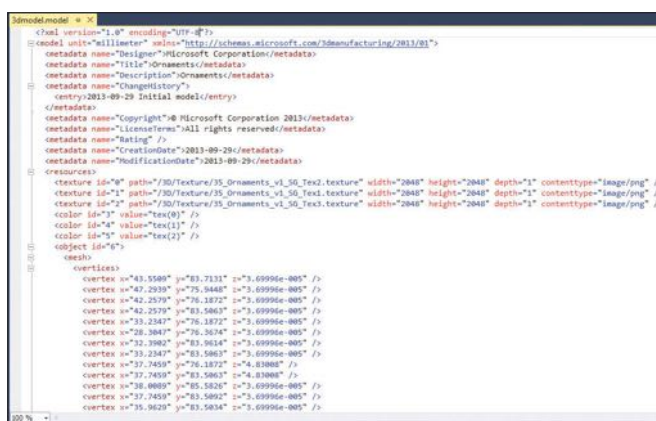 3dmodel.model
<?xml version="1.0" encoding="UTF-8"?>
<model unit="millimeter" xmlns="http://schemas.microsoft.com/3dmanufacturing/2013/01">
<metadata name="Designer">Microsoft Corporation</metadata>
<metadata name="Title">Ornaments</metadata>
<metadata name="Description">Ornaments</metadata>
<metadata name="ChangeHistory">
<entry>2013-09-29 Initial model</entry>
</metadata>
<metadata name="Copyright">© Microsoft Corporation 2013</metadata>
<metadata name="LicenseTerms">All rights reserved</metadata>
<metadata name="Rating" />
<metadata name="CreationDate">2013-09-29</metadata>
<metadata name="ModificationDate">2013-09-29</metadata>
<resources>
<texture id="0" path="/3D/Texture/35_Ornaments_v1_SG_Tex2.texture" width="2048" height="2048" depth="1" contenttype="image/png" /
<texture id="1" path="/3D/Texture/35_Ornaments_v1_SG_Tex1.texture" width="2048" height="2048" depth="1" contenttype="image/png" /
<texture id="2" path="/3D/Texture/35_Ornaments_v1_SG_Tex3.texture" width="2048" height="2048" depth="1" contenttype="image/png" /
<color id="3" value="tex(0)" />
<color id="4" value="tex(1)" />
<color id="5" value="tex(2)" />
<object id="6">
<mesh>
<vertices>
<vertex x="43.5509" y="83.7131" z="3.69996e-005" />
<vertex x="47.2939" y="75.9448" z="3.69996e-005" />
<vertex x="42.2579" y="76.1872" z="3.69996e-005" />
<vertex x="42.2579" y="83.5063" z="3.69996e-005" />
<vertex x="33.2347" y="76.1872" z="3.69996e-005" />
<vertex x="28.3047" y="76.3674" z="3.69996e-005" />
<vertex x="32.3902" y="83.9614" z="3.69996e-005" />
<vertex x="33.2347" y="83.5063" z="3.69996e-005" />
<vertex x="37.7459" y="76.1872" z="4.83008" />
<vertex x="37.7459" y="83.5063" z="4.83008" />
<vertex x="38.0089" y="85.5826" z="3.69996e-005" />
<vertex x="37.7459" y="83.5092" z="3.69996e-005" />
<vertex x="35.9629" y="83.5034" z="3.69996e-005" />
100 %